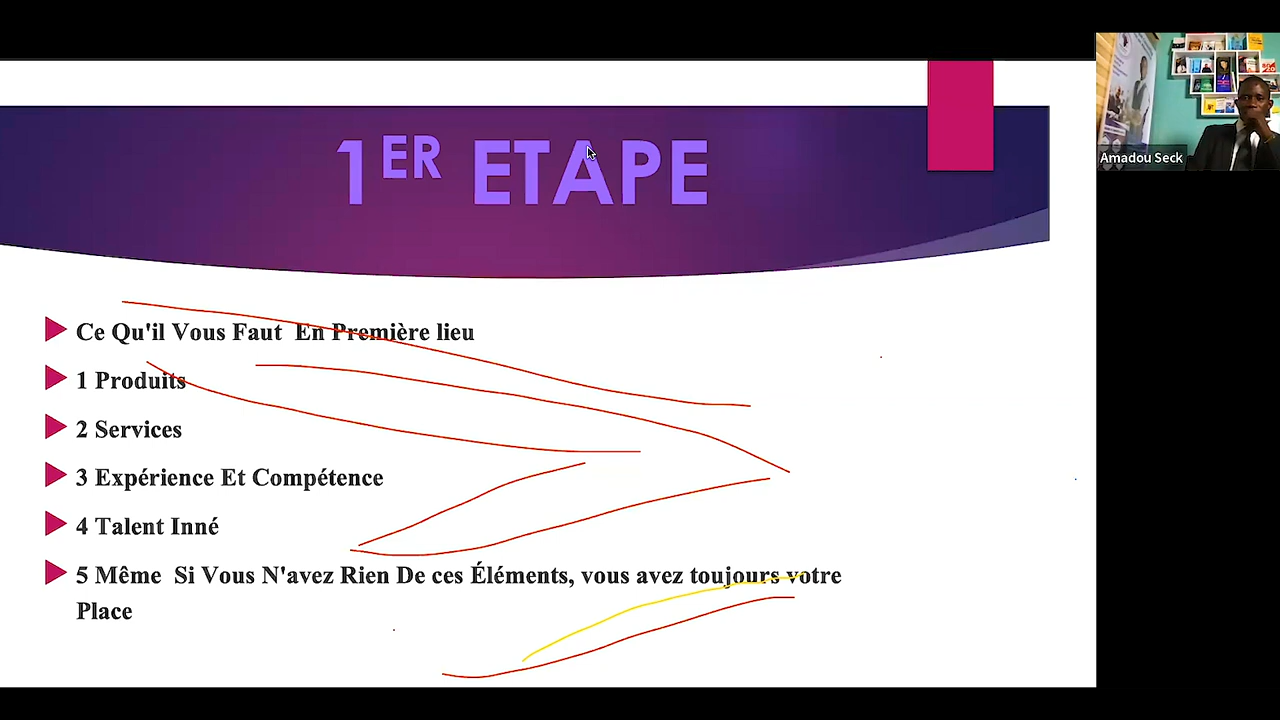 1ER ETAPE
Ce Qu'il Vous Faut En Première lieu
1 Produits
2 Services
3 Expérience Et Compétence
4 Talent Inné
5 Même Si Vous N'avez Rien De ces Éléments, vous avez toujours votre
Place
Amadou Seck